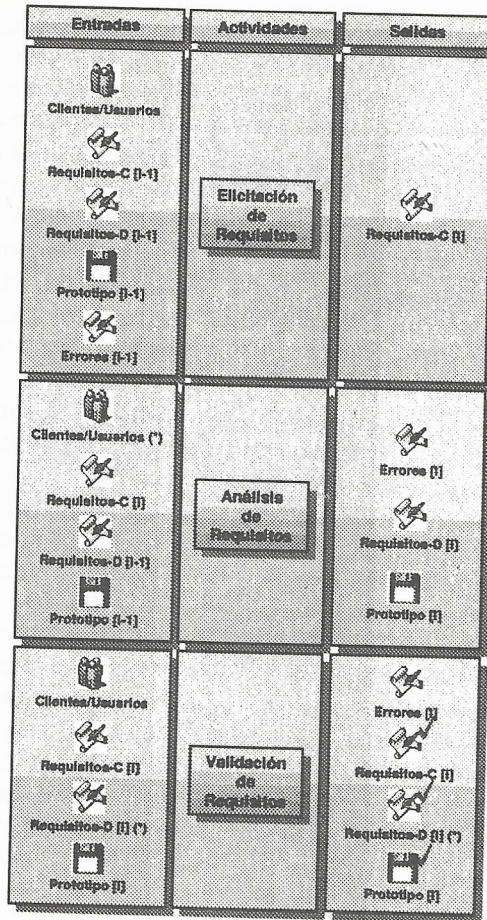 Entradas
Actividades
Salidas
Clientes/Usuarios
Requisitos-C [i-1]
Requisitos-D [i-1]
Prototipo [i-1]
Errores [i-1]
Elicitación
de
Requisitos
Requisitos-C [i]
Clientes/Usuarios (*)
Requisitos-C [i]
Requisitos-D [i-1]
Prototipo [i-1]
Análisis
de
Requisitos
Errores [i]
Requisitos-D [i]
Prototipo [i]
Clientes/Usuarios
Requisitos-C [i]
Requisitos-D [i] (*)
Prototipo [i]
Validación
de
Requisitos
Errores [i]
Requisitos-C [i]
Requisitos-D [i] (*)
Prototipo [i]